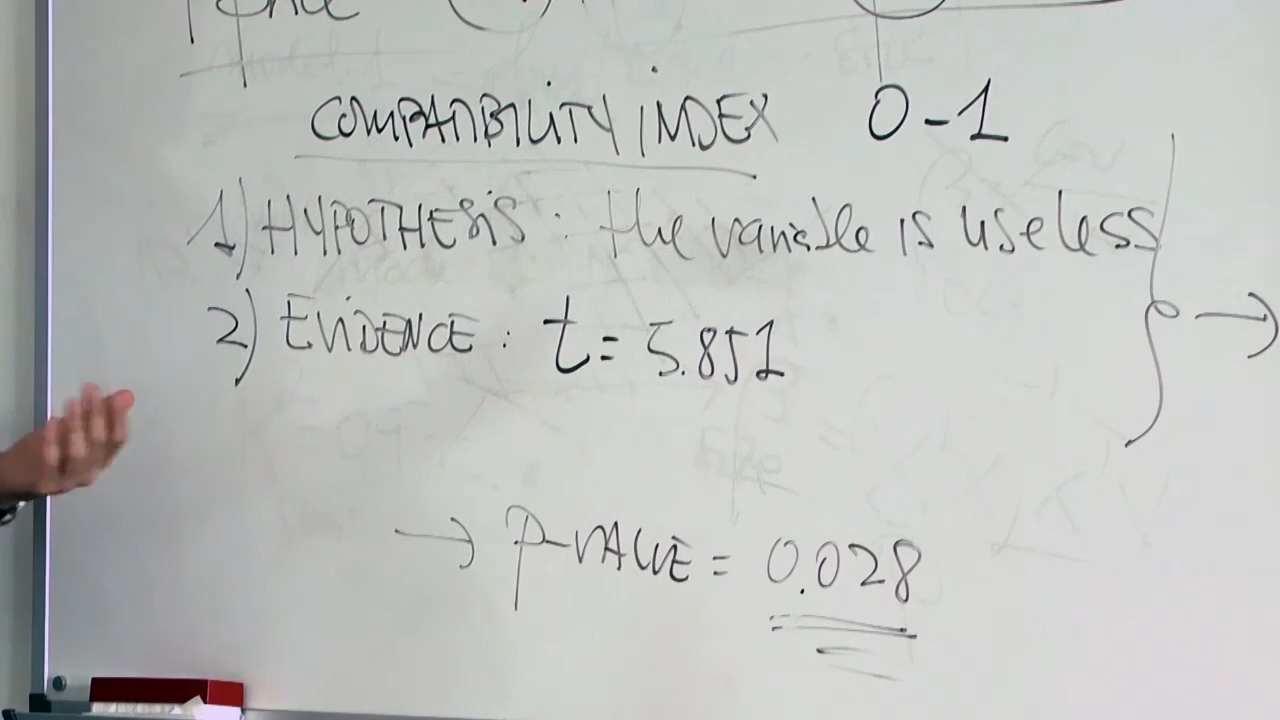 COMPATIBILITY INDEX 0-1
1) HYPOTHESIS: the variable is useless
2) EVIDENCE: t = 5.851
→ p-VALUE = 0.028